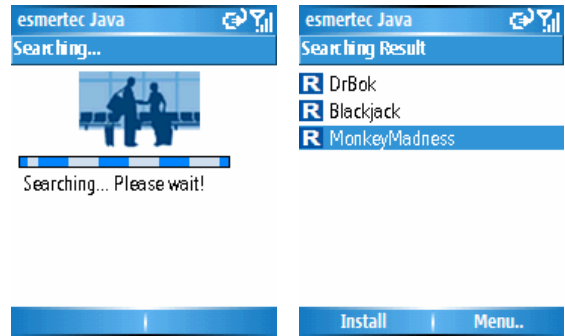 esmertec Java
Searching...
Searching... Please wait!
esmertec Java
Searching Result
R DrBok
R Blackjack
R MonkeyMadness
Install Menu..